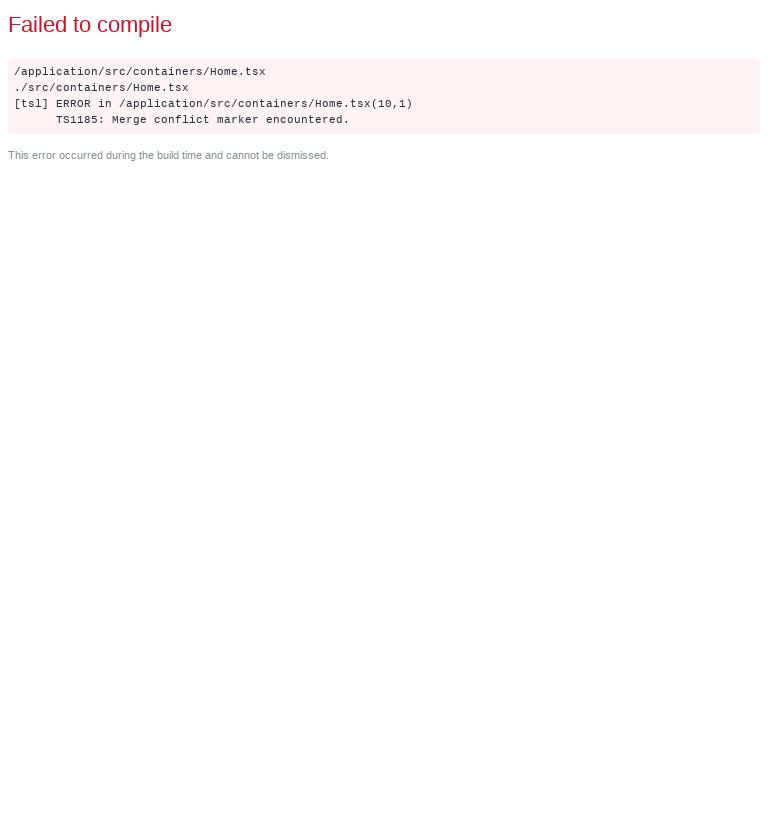 Failed to compile
/application/src/containers/Home.tsx
./src/containers/Home.tsx
[tsl] ERROR in /application/src/containers/Home.tsx(10,1)
      TS1185: Merge conflict marker encountered.
This error occurred during the build time and cannot be dismissed.